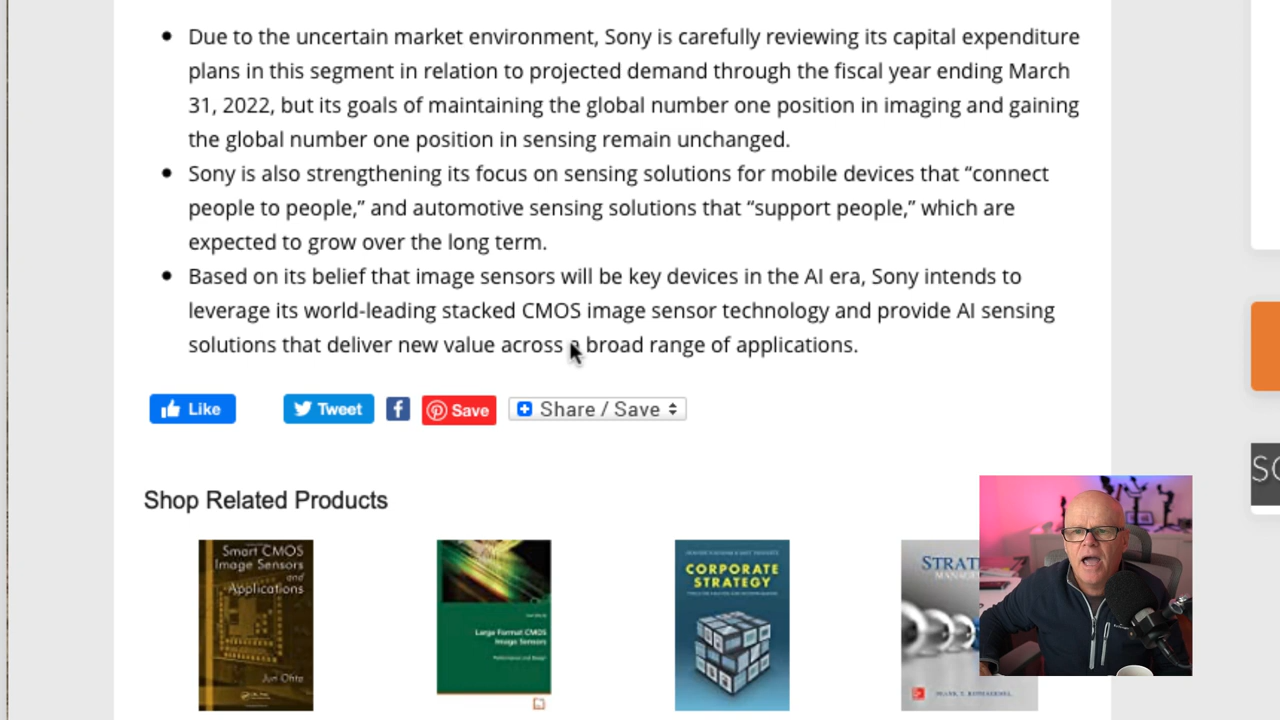 Due to the uncertain market environment, Sony is carefully reviewing its capital expenditure
plans in this segment in relation to projected demand through the fiscal year ending March
31, 2022, but its goals of maintaining the global number one position in imaging and gaining
the global number one position in sensing remain unchanged.
Sony is also strengthening its focus on sensing solutions for mobile devices that “connect
people to people,” and automotive sensing solutions that “support people,” which are
expected to grow over the long term.
Based on its belief that image sensors will be key devices in the AI era, Sony intends to
leverage its world-leading stacked CMOS image sensor technology and provide AI sensing
solutions that deliver new value across a broad range of applications.
Like
Tweet
Save
Share / Save
Shop Related Products
Smart CMOS
Image Sensors
and
Applications
Jun Ohta
Large Format CMOS
Image Sensors
CORPORATE
STRATEGY
STRAT
SO